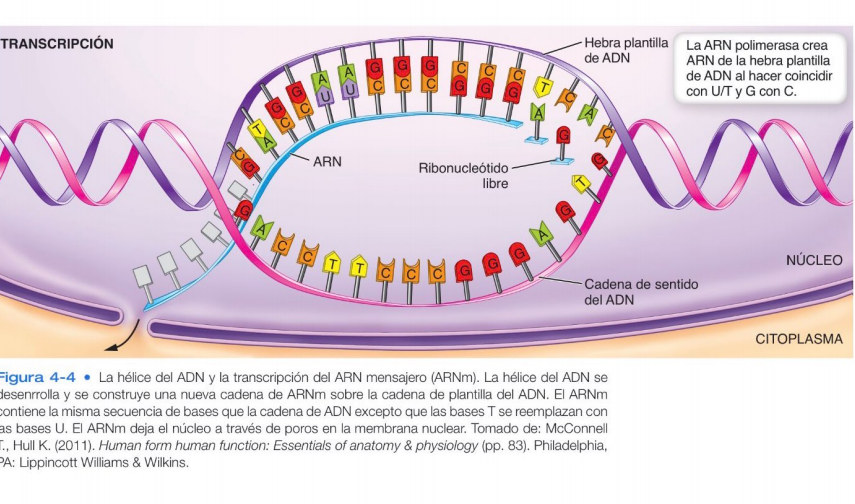 TRANSCRIPCIÓN
Hebra plantilla
de ADN
La ARN polimerasa crea
ARN de la hebra plantilla
de ADN al hacer coincidir
con U/T y G con C.
G G A A G G G C C C T C A C
C T A C C U U C C C G G G A G
ARN
Ribonucleótido
libre
G T G
G A C C T T C C C G G G A
Cadena de sentido
del ADN
NÚCLEO
CITOPLASMA
Figura 4-4 • La hélice del ADN y la transcripción del ARN mensajero (ARNm). La hélice del ADN se
desenrrolla y se construye una nueva cadena de ARNm sobre la cadena de plantilla del ADN. El ARNm
contiene la misma secuencia de bases que la cadena de ADN excepto que las bases T se reemplazan con
as bases U. El ARNm deja el núcleo a través de poros en la membrana nuclear. Tomado de: McConnell
T., Hull K. (2011). Human form human function: Essentials of anatomy & physiology (pp. 83). Philadelphia,
PA: Lippincott Williams & Wilkins.